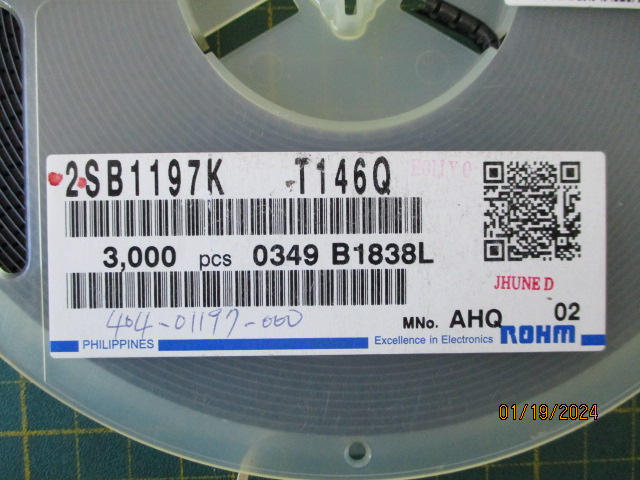 2SB1197K T146Q
3,000 pcs 0349 B1838L
JHUNE D
404-01197-000
MNo. AHQ 02
PHILIPPINES Excellence in Electronics ROHM
01/19/2024